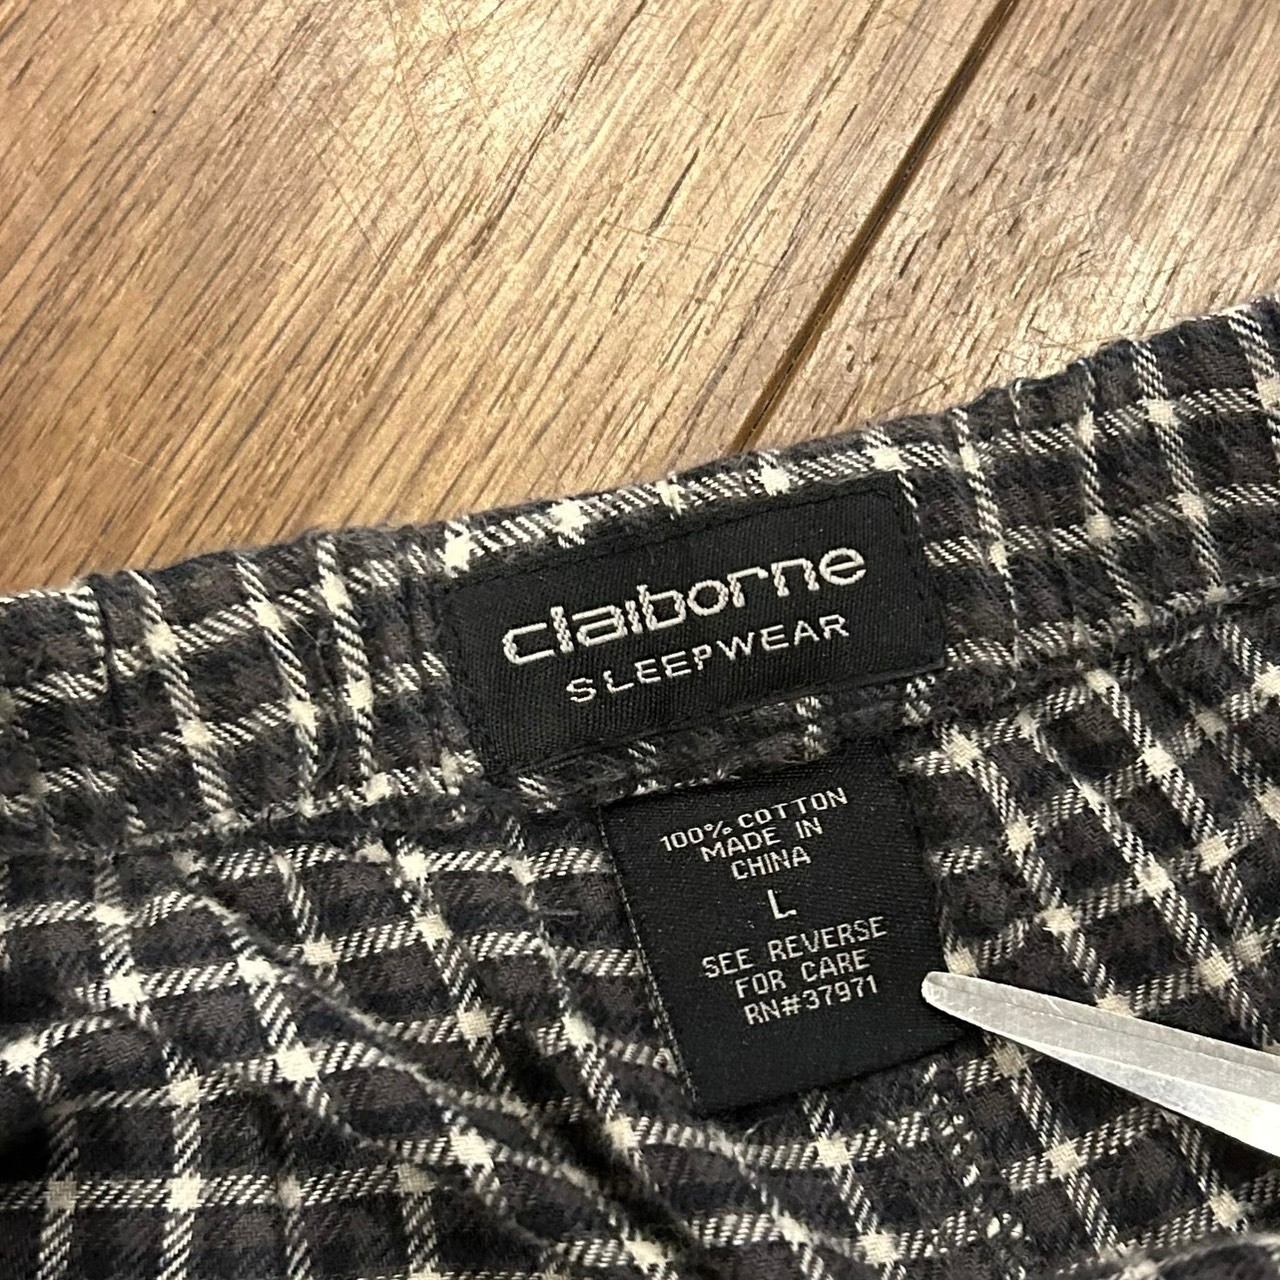 claiborne
SLEEPWEAR
100% COTTON
MADE IN
CHINA
L
SEE REVERSE
FOR CARE
RN#37971